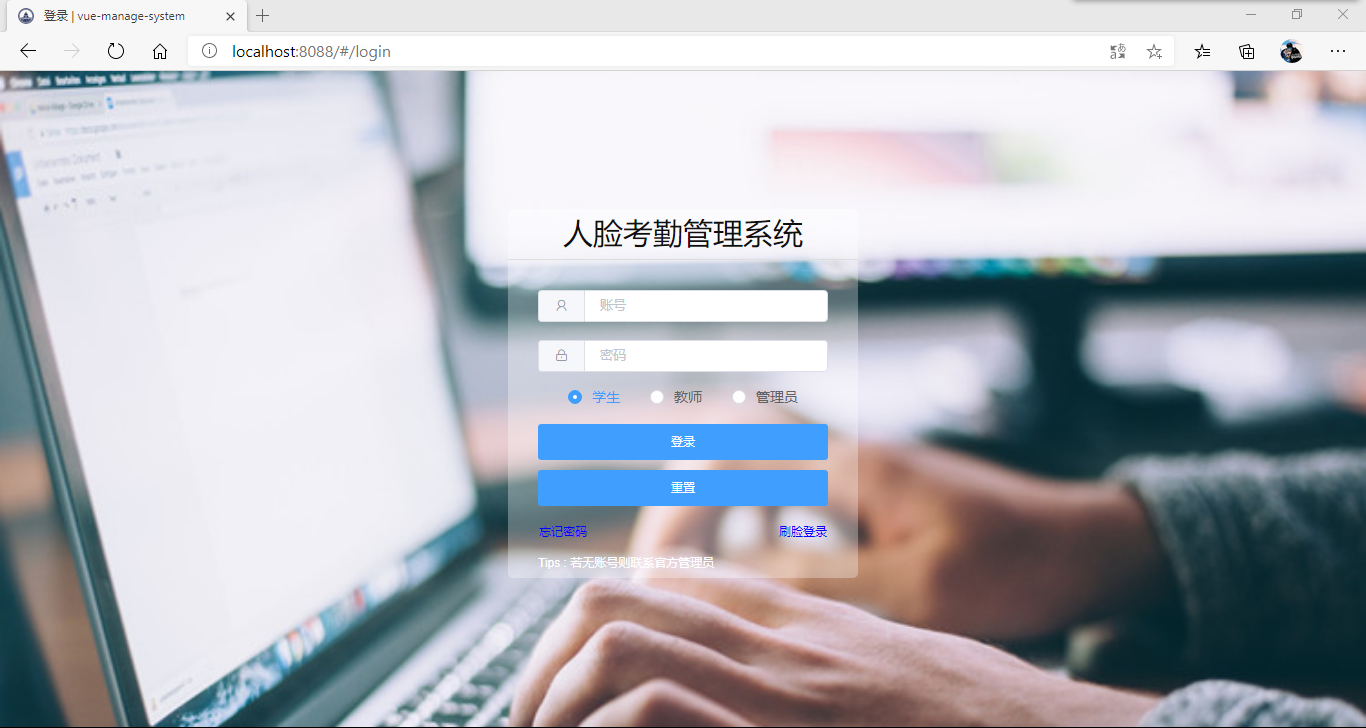 登录 | vue-manage-system
localhost:8088/#/login
人脸考勤管理系统
账号
密码
学生 教师 管理员
登录
重置
忘记密码 刷脸登录
Tips : 若无账号则联系官方管理员